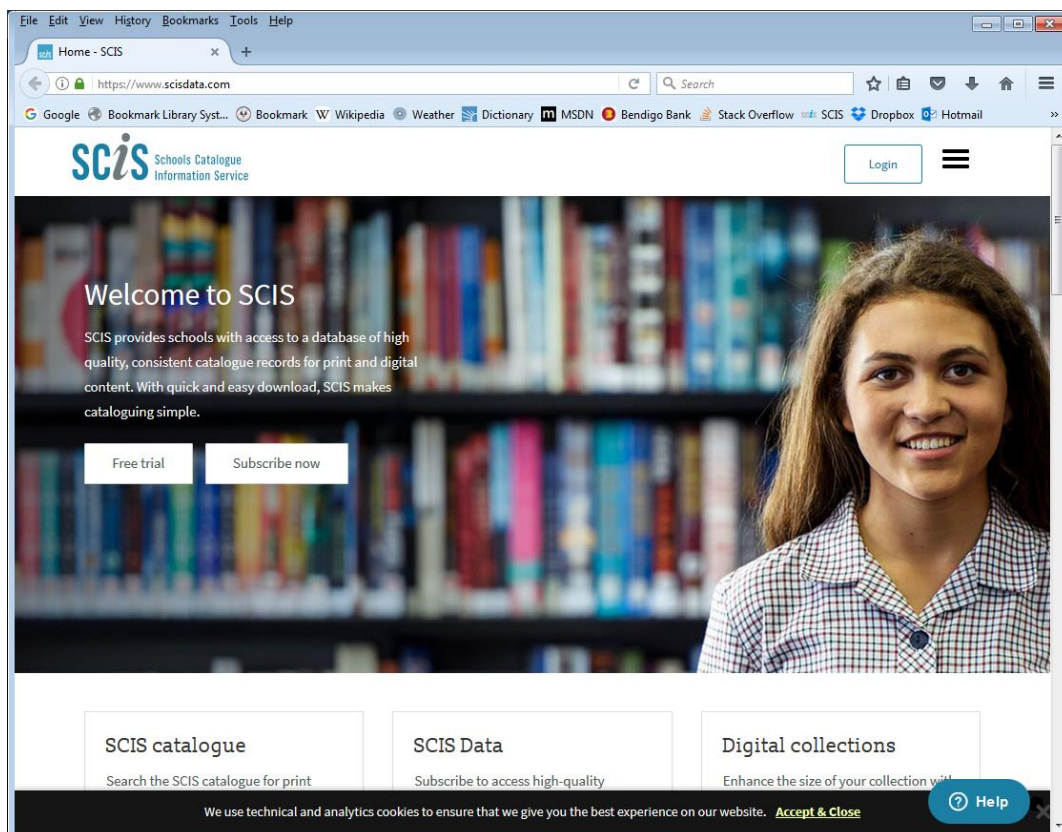 File Edit View History Bookmarks Tools Help
Home - SCIS
https://www.scisdata.com
Search
Google Bookmark Library Syst... Bookmark Wikipedia Weather Dictionary MSDN Bendigo Bank Stack Overflow SCIS Dropbox Hotmail »
SCiS Schools Catalogue
Information Service
Login
Welcome to SCIS
SCIS provides schools with access to a database of high
quality, consistent catalogue records for print and digital
content. With quick and easy download, SCIS makes
cataloguing simple.
Free trial Subscribe now
SCIS catalogue
Search the SCIS catalogue for print
SCIS Data
Subscribe to access high-quality
Digital collections
Enhance the size of your collection with
We use technical and analytics cookies to ensure that we give you the best experience on our website. Accept & Close
Help